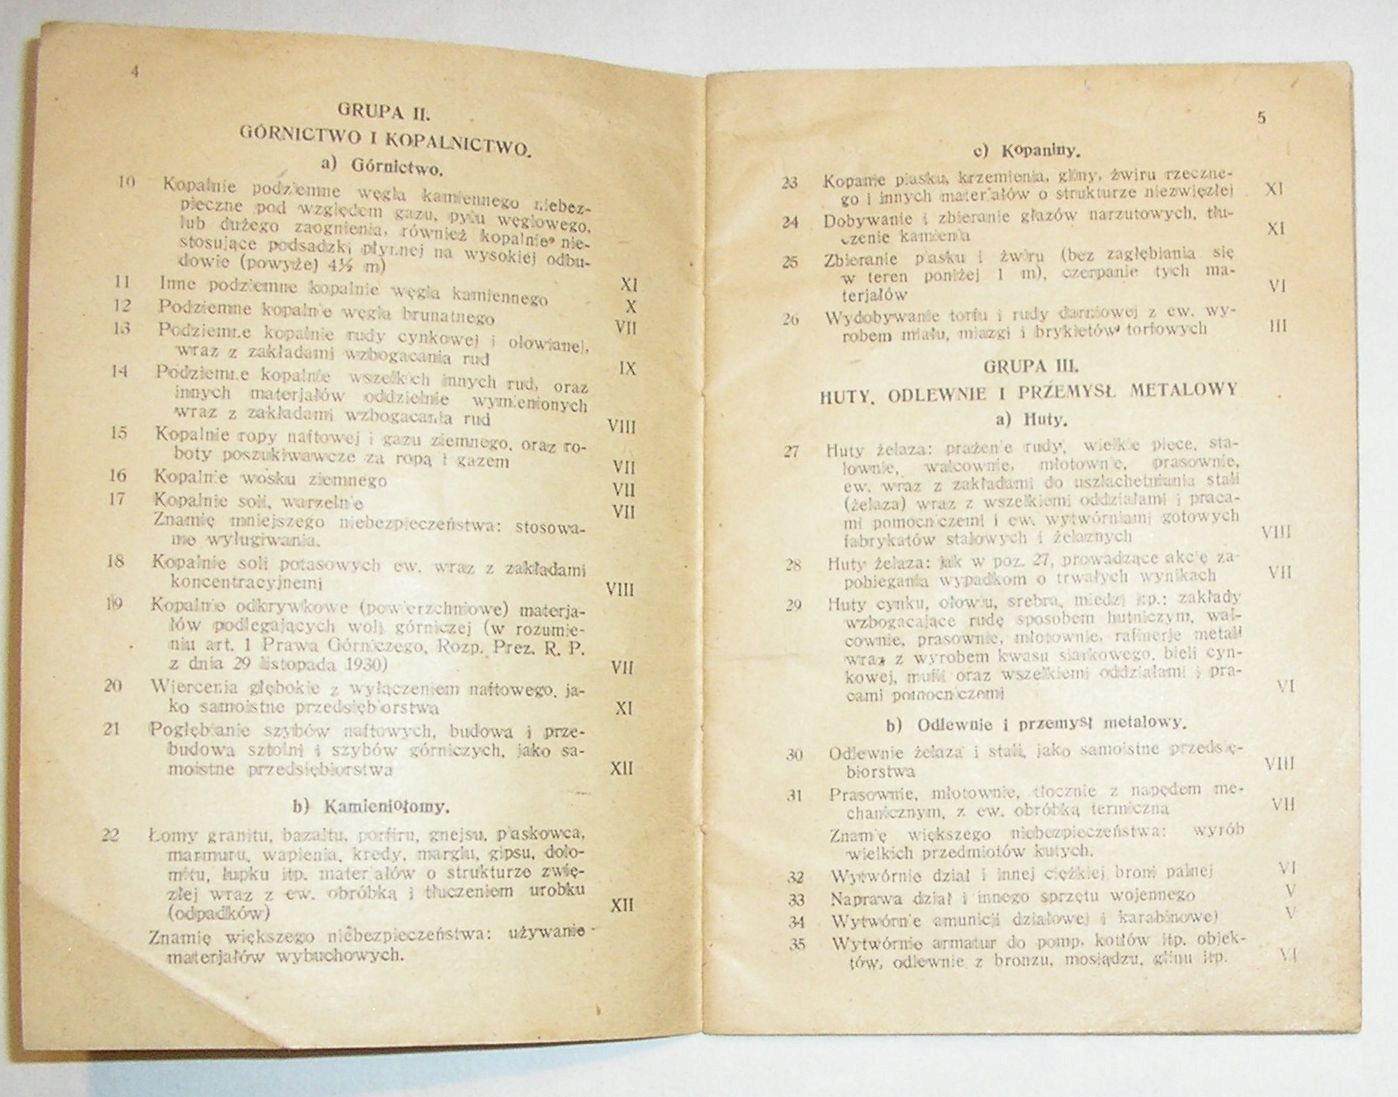 4
GRUPA II.
GÓRNICTWO I KOPALNICTWO.
a) Górnictwo.
10 Kopalnie podziemne węgla kamiennego niebez-
pieczne pod względem gazu, pyłu węglowego,
lub dużego zaognienia, również kopalnie nie-
stosujące podsadzki płynnej na wysokiej odbu-
dowie (powyże) 4½ m) XI
11 Inne podziemne kopalnie węgla kamiennego X
12 Podziemne kopalnie węgla brunatnego VII
13 Podziemne kopalnie rudy cynkowej i ołowianej,
wraz z zakładami wzbogacania rud IX
14 Podziemne kopalnie wszelkich innych rud, oraz
innych materjałów oddzielnie wymienionych
wraz z zakładami wzbogacania rud VIII
15 Kopalnie ropy naftowej i gazu ziemnego, oraz ro-
boty poszukiwawcze za ropą i gazem VII
16 Kopalnie wosku ziemnego VII
17 Kopalnie soli, warzelnie VII
Znamię mniejszego niebezpieczeństwa: stosowa-
nie wyługiwania.
18 Kopalnie soli potasowych ew. wraz z zakładami
koncentracyjnemi VIII
19 Kopalnie odkrywkowe (powierzchniowe) materja-
łów podlegających woli górniczej (w rozumie-
niu art. 1 Prawa Górniczego, Rozp. Prez. R. P.
z dnia 29 listopada 1930) VII
20 Wiercenia głębokie z wyłączeniem naftowego, ja-
ko samoistne przedsiębiorstwa XI
21 Pogłębianie szybów naftowych, budowa i prze-
budowa sztolni i szybów górniczych, jako sa-
moistne przedsiębiorstwa XII
b) Kamieniołomy.
22 Łomy granitu, bazaltu, porfiru, gnejsu, piaskowca,
marmuru, wapienia, kredy, marglu, gipsu, dolo-
mitu, łupku itp. materjałów o strukturze zwię-
złej wraz z ew. obróbką i tłuczeniem urobku
(odpadków) XII
Znamię większego niebezpieczeństwa: używanie
materjałów wybuchowych.
5
c) Kopaniny.
23 Kopanie piasku, krzemienia, gliny, żwiru rzeczne-
go i innych materjałów o strukturze niezwięzłej XI
24 Dobywanie i zbieranie głazów narzutowych, tłu-
czenie kamienia XI
25 Zbieranie piasku i żwiru (bez zagłębiania się
w teren poniżej 1 m), czerpanie tych ma-
terjałów VI
26 Wydobywanie torfu i rudy darniowej z ew. wy-
robem miału, miazgi i brykietów torfowych III
GRUPA III.
HUTY, ODLEWNIE I PRZEMYSŁ METALOWY
a) Huty.
27 Huty żelaza: prażenie rudy, wielkie piece, sta-
lownie, walcownie, młotownie, prasownie,
ew. wraz z zakładami do uszlachetniania stali
(żelaza) wraz z wszelkiemi oddziałami i praca-
mi pomocniczemi i ew. wytwórniami gotowych
fabrykatów stalowych i żelaznych VIII
28 Huty żelaza: jak w poz. 27, prowadzące akcję za-
pobiegania wypadkom o trwałych wynikach VII
29 Huty cynku, ołowiu, srebra, miedzi itp.: zakłady
wzbogacające rudę sposobem hutniczym, wal-
cownie, prasownie, młotownie, rafinerje metali
wraz z wyrobem kwasu siarkowego, bieli cyn-
kowej, mufli oraz wszelkiemi oddziałami i pra-
cami pomocniczemi VI
b) Odlewnie i przemysł metalowy.
30 Odlewnie żelaza i stali, jako samoistne przedsię-
biorstwa VIII
31 Prasownie, młotownie, tłocznie z napędem me-
chanicznym, z ew. obróbką termiczną VII
Znamię większego niebezpieczeństwa: wyrób
wielkich przedmiotów kutych.
32 Wytwórnie dział i innej ciężkiej broni palnej VI
33 Naprawa dział i innego sprzętu wojennego V
34 Wytwórnie amunicji działowej i karabinowej V
35 Wytwórnie armatur do pomp, kotłów itp. objek-
tów, odlewnie z bronzu, mosiądzu, glinu itp. VI